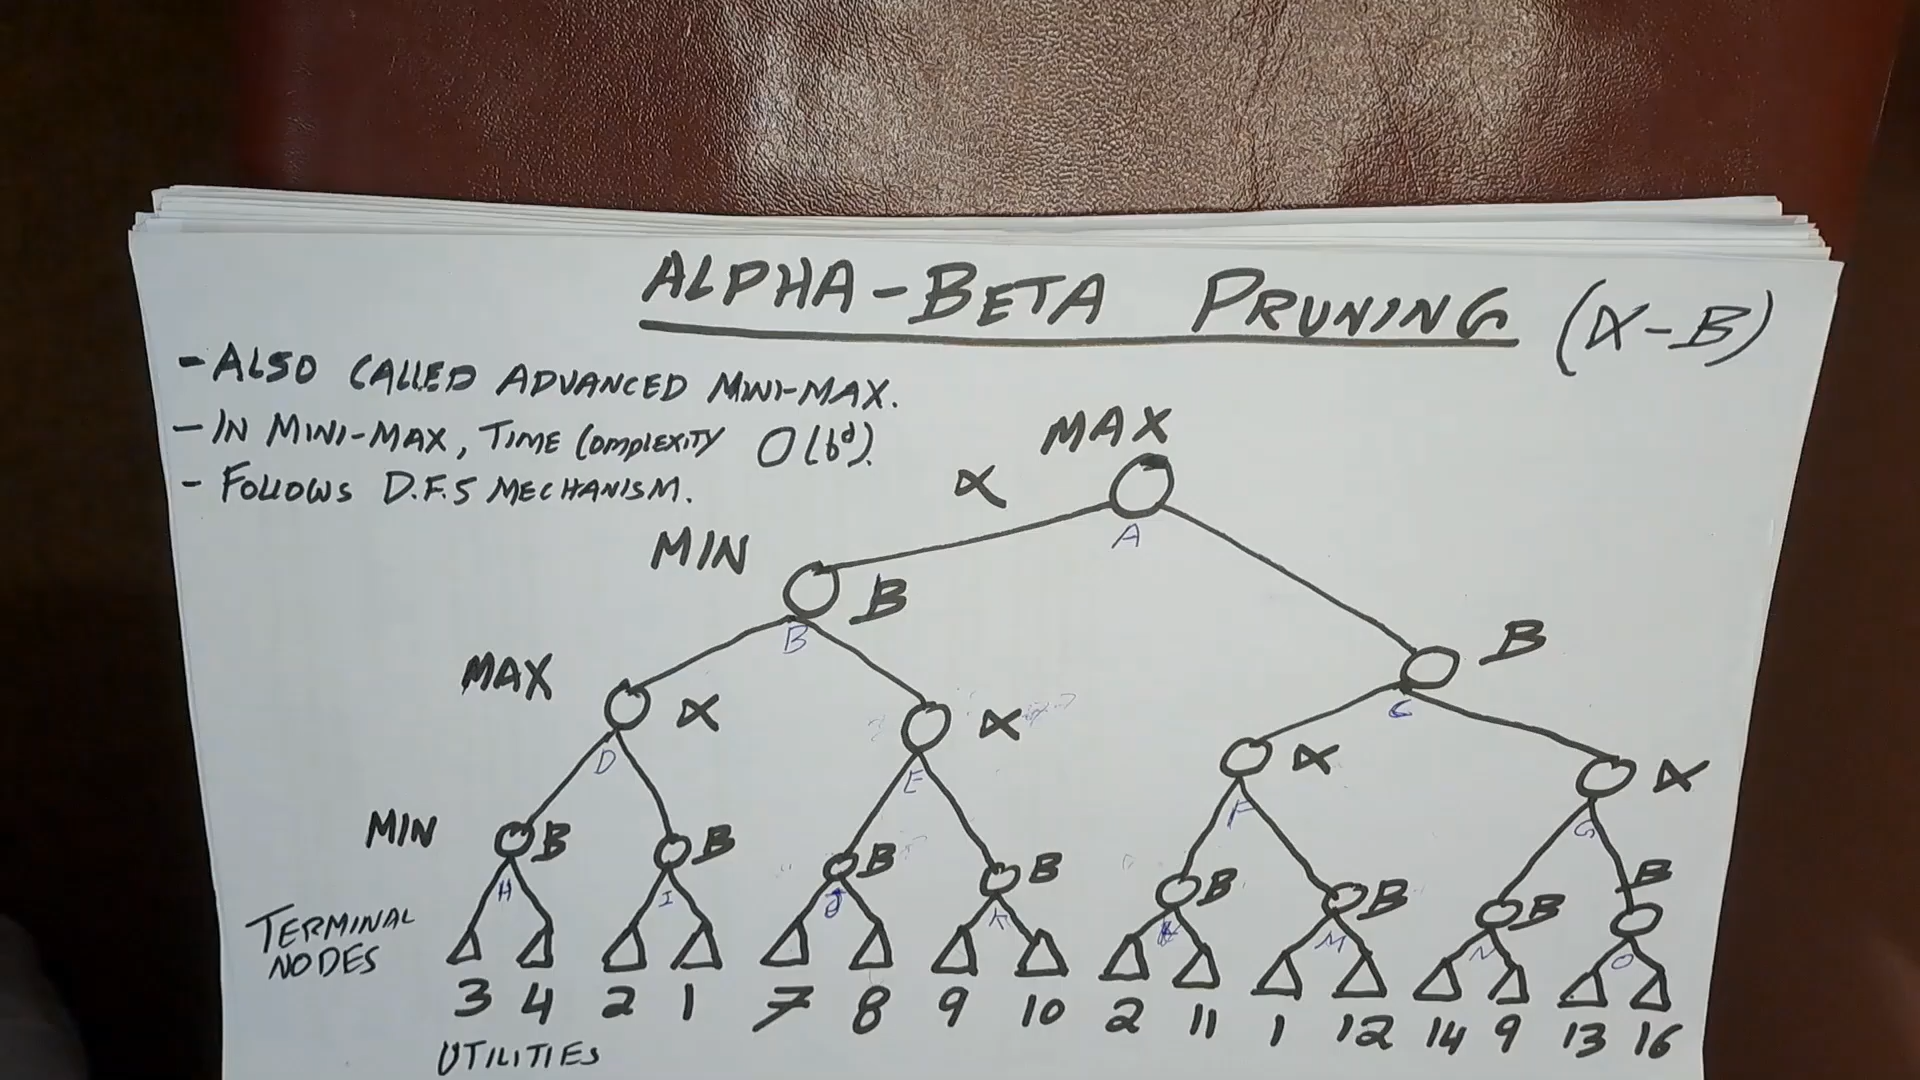 ALPHA-BETA PRUNING (∝-B)
- ALSO CALLED ADVANCED MINI-MAX.
- IN MINI-MAX, TIME COMPLEXITY O(b^d).
- FOLLOWS D.F.S MECHANISM.
MAX
∝
A
MIN
B
B
B
C
MAX
∝
D
∝
E
∝
F
∝
G
MIN
B
B
B
B
B
B
B
B
H
I
J
K
M
N
O
TERMINAL
NODES
3 4 2 1 7 8 9 10 2 11 1 12 14 9 13 16
UTILITIES